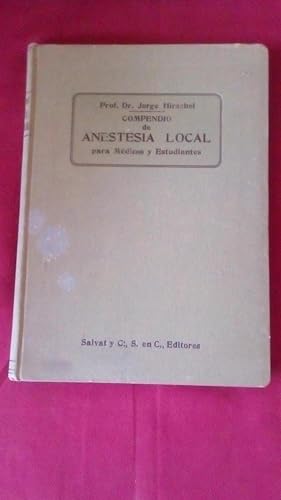 Prof. Dr. Jorge Hirschel
COMPENDIO
de
ANESTESIA LOCAL
para Médicos y Estudiantes
Salvat y C.ª, S. en C., Editores